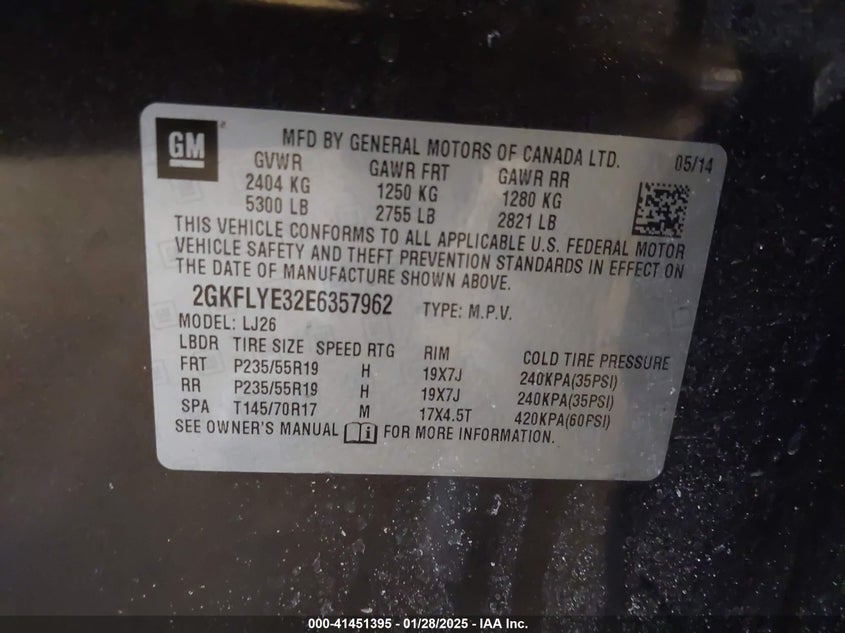 GM
MFD BY GENERAL MOTORS OF CANADA LTD. 05/14
GVWR GAWR FRT GAWR RR
2404 KG 1250 KG 1280 KG
5300 LB 2755 LB 2821 LB
THIS VEHICLE CONFORMS TO ALL APPLICABLE U.S. FEDERAL MOTOR
VEHICLE SAFETY AND THEFT PREVENTION STANDARDS IN EFFECT ON
THE DATE OF MANUFACTURE SHOWN ABOVE.
2GKFLYE32E6357962 TYPE: M.P.V.
MODEL: LJ26
LBDR TIRE SIZE SPEED RTG RIM COLD TIRE PRESSURE
FRT P235/55R19 H 19X7J 240KPA(35PSI)
RR P235/55R19 H 19X7J 240KPA(35PSI)
SPA T145/70R17 M 17X4.5T 420KPA(60PSI)
SEE OWNER'S MANUAL i FOR MORE INFORMATION.
000-41451395 - 01/28/2025 - IAA Inc.